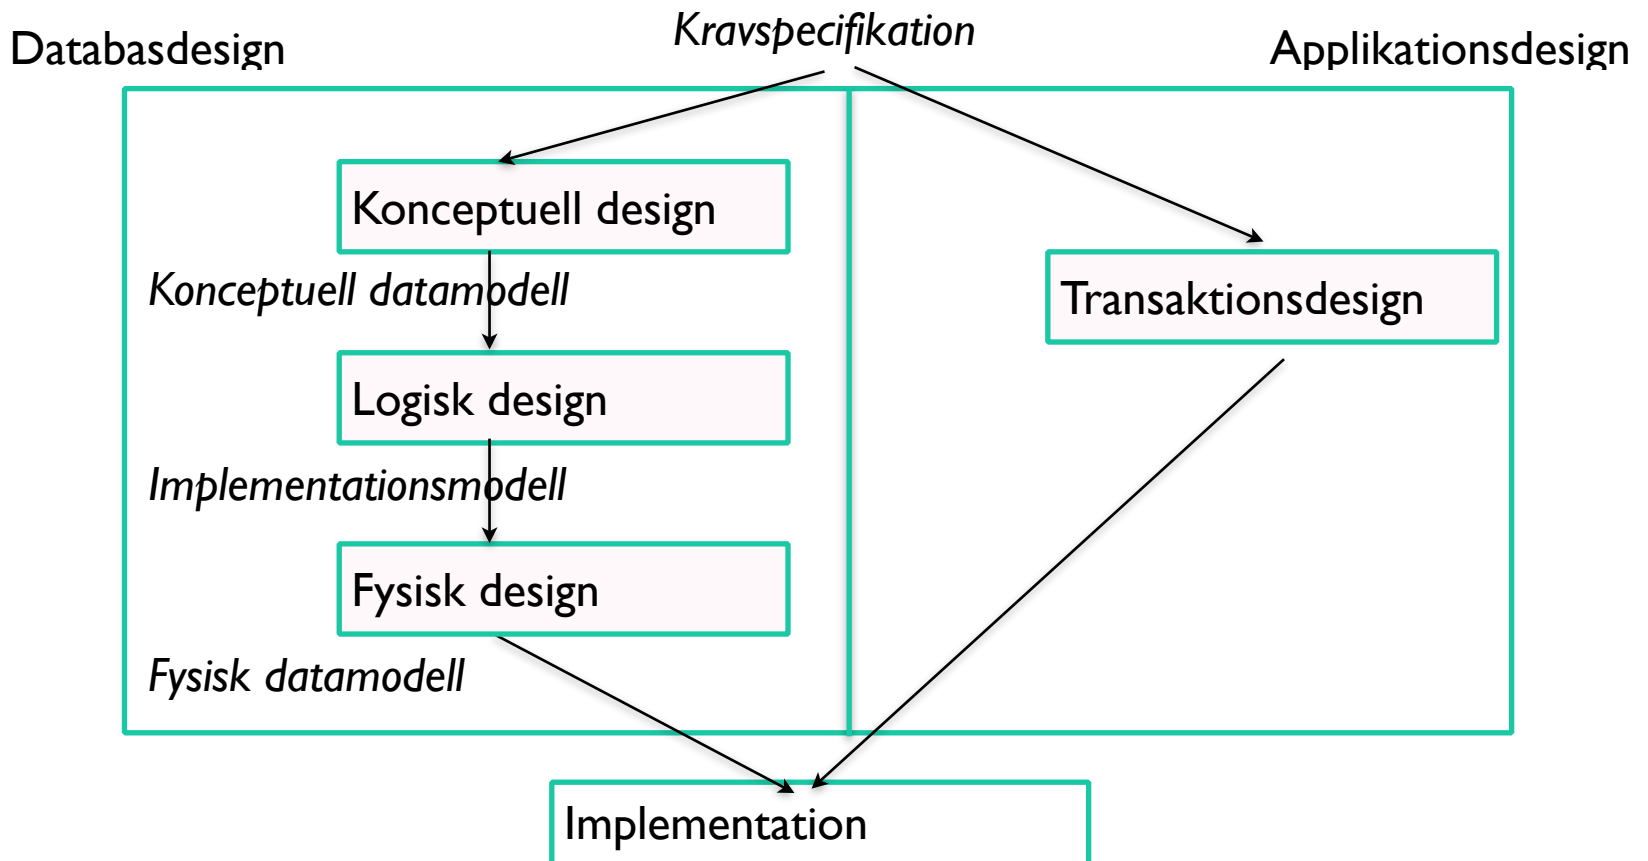 Kravspecifikation
Databasdesign
Applikationsdesign
Konceptuell design
Konceptuell datamodell
Transaktionsdesign
Logisk design
Implementationsmodell
Fysisk design
Fysisk datamodell
Implementation